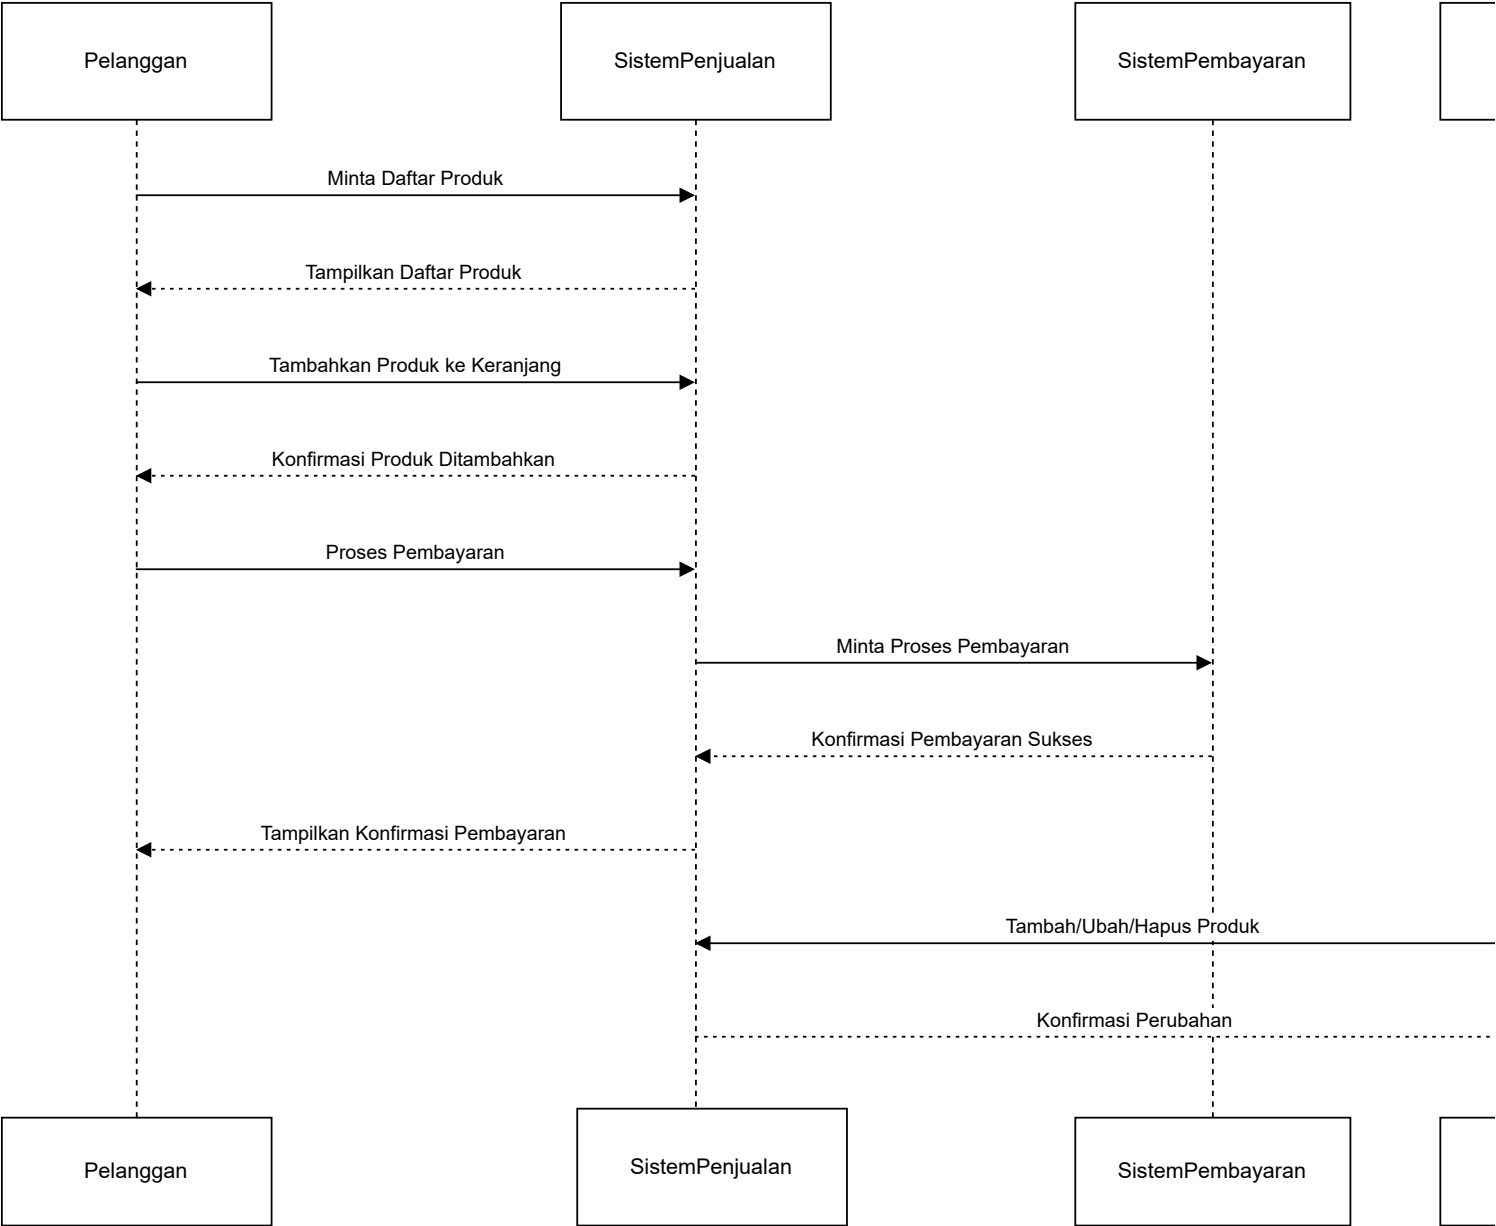 Pelanggan
SistemPenjualan
SistemPembayaran
Minta Daftar Produk
Tampilkan Daftar Produk
Tambahkan Produk ke Keranjang
Konfirmasi Produk Ditambahkan
Proses Pembayaran
Minta Proses Pembayaran
Konfirmasi Pembayaran Sukses
Tampilkan Konfirmasi Pembayaran
Tambah/Ubah/Hapus Produk
Konfirmasi Perubahan
Pelanggan
SistemPenjualan
SistemPembayaran